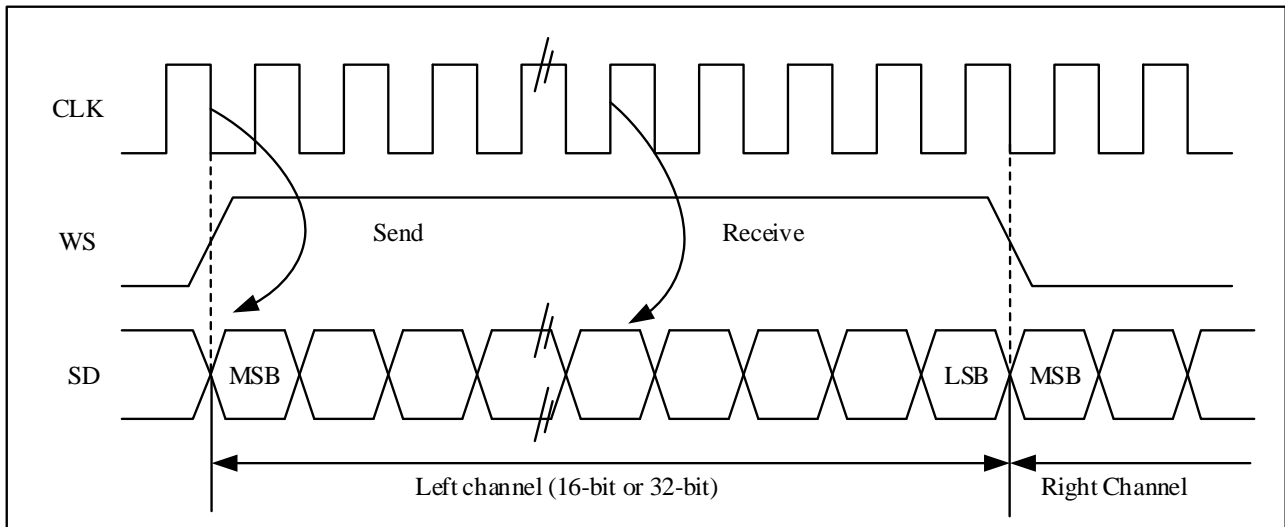 CLK
WS
Send
Receive
SD
MSB
LSB
MSB
Left channel (16-bit or 32-bit)
Right Channel